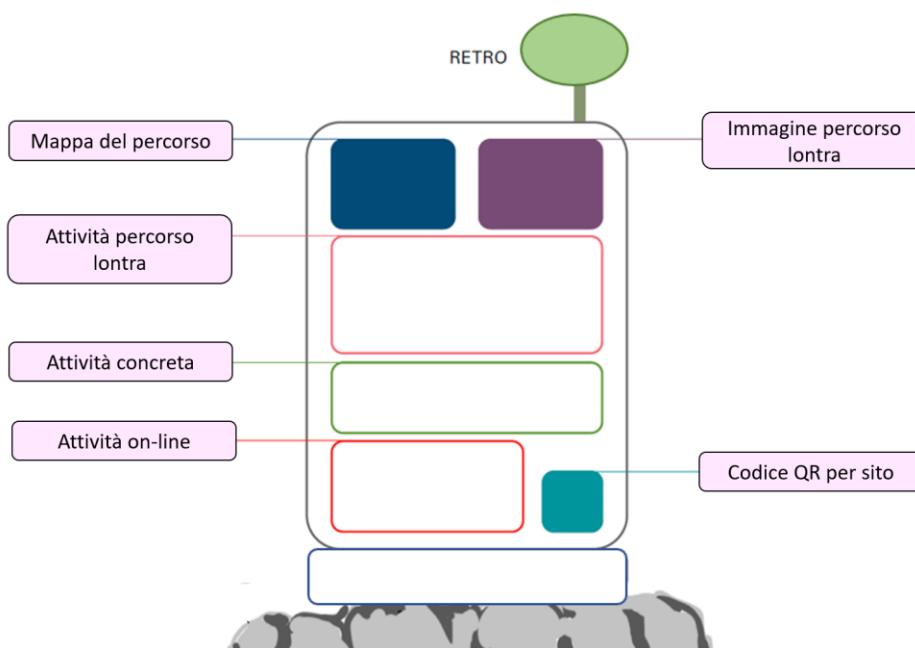 RETRO
Mappa del percorso
Immagine percorso
lontra
Attività percorso
lontra
Attività concreta
Attività on-line
Codice QR per sito